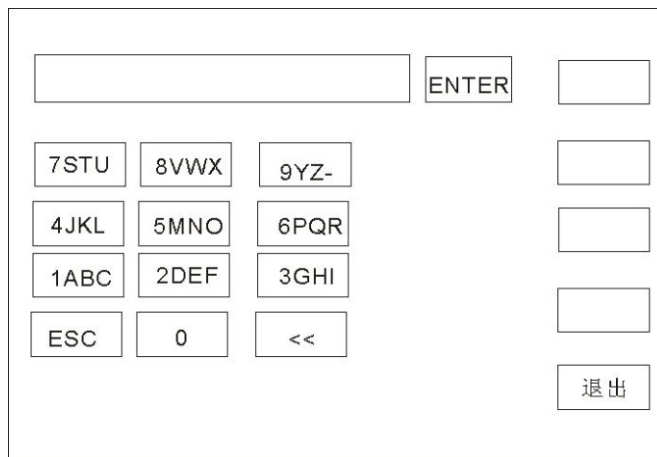 ENTER
7STU 8VWX 9YZ-
4JKL 5MNO 6PQR
1ABC 2DEF 3GHI
ESC 0 <<
退出